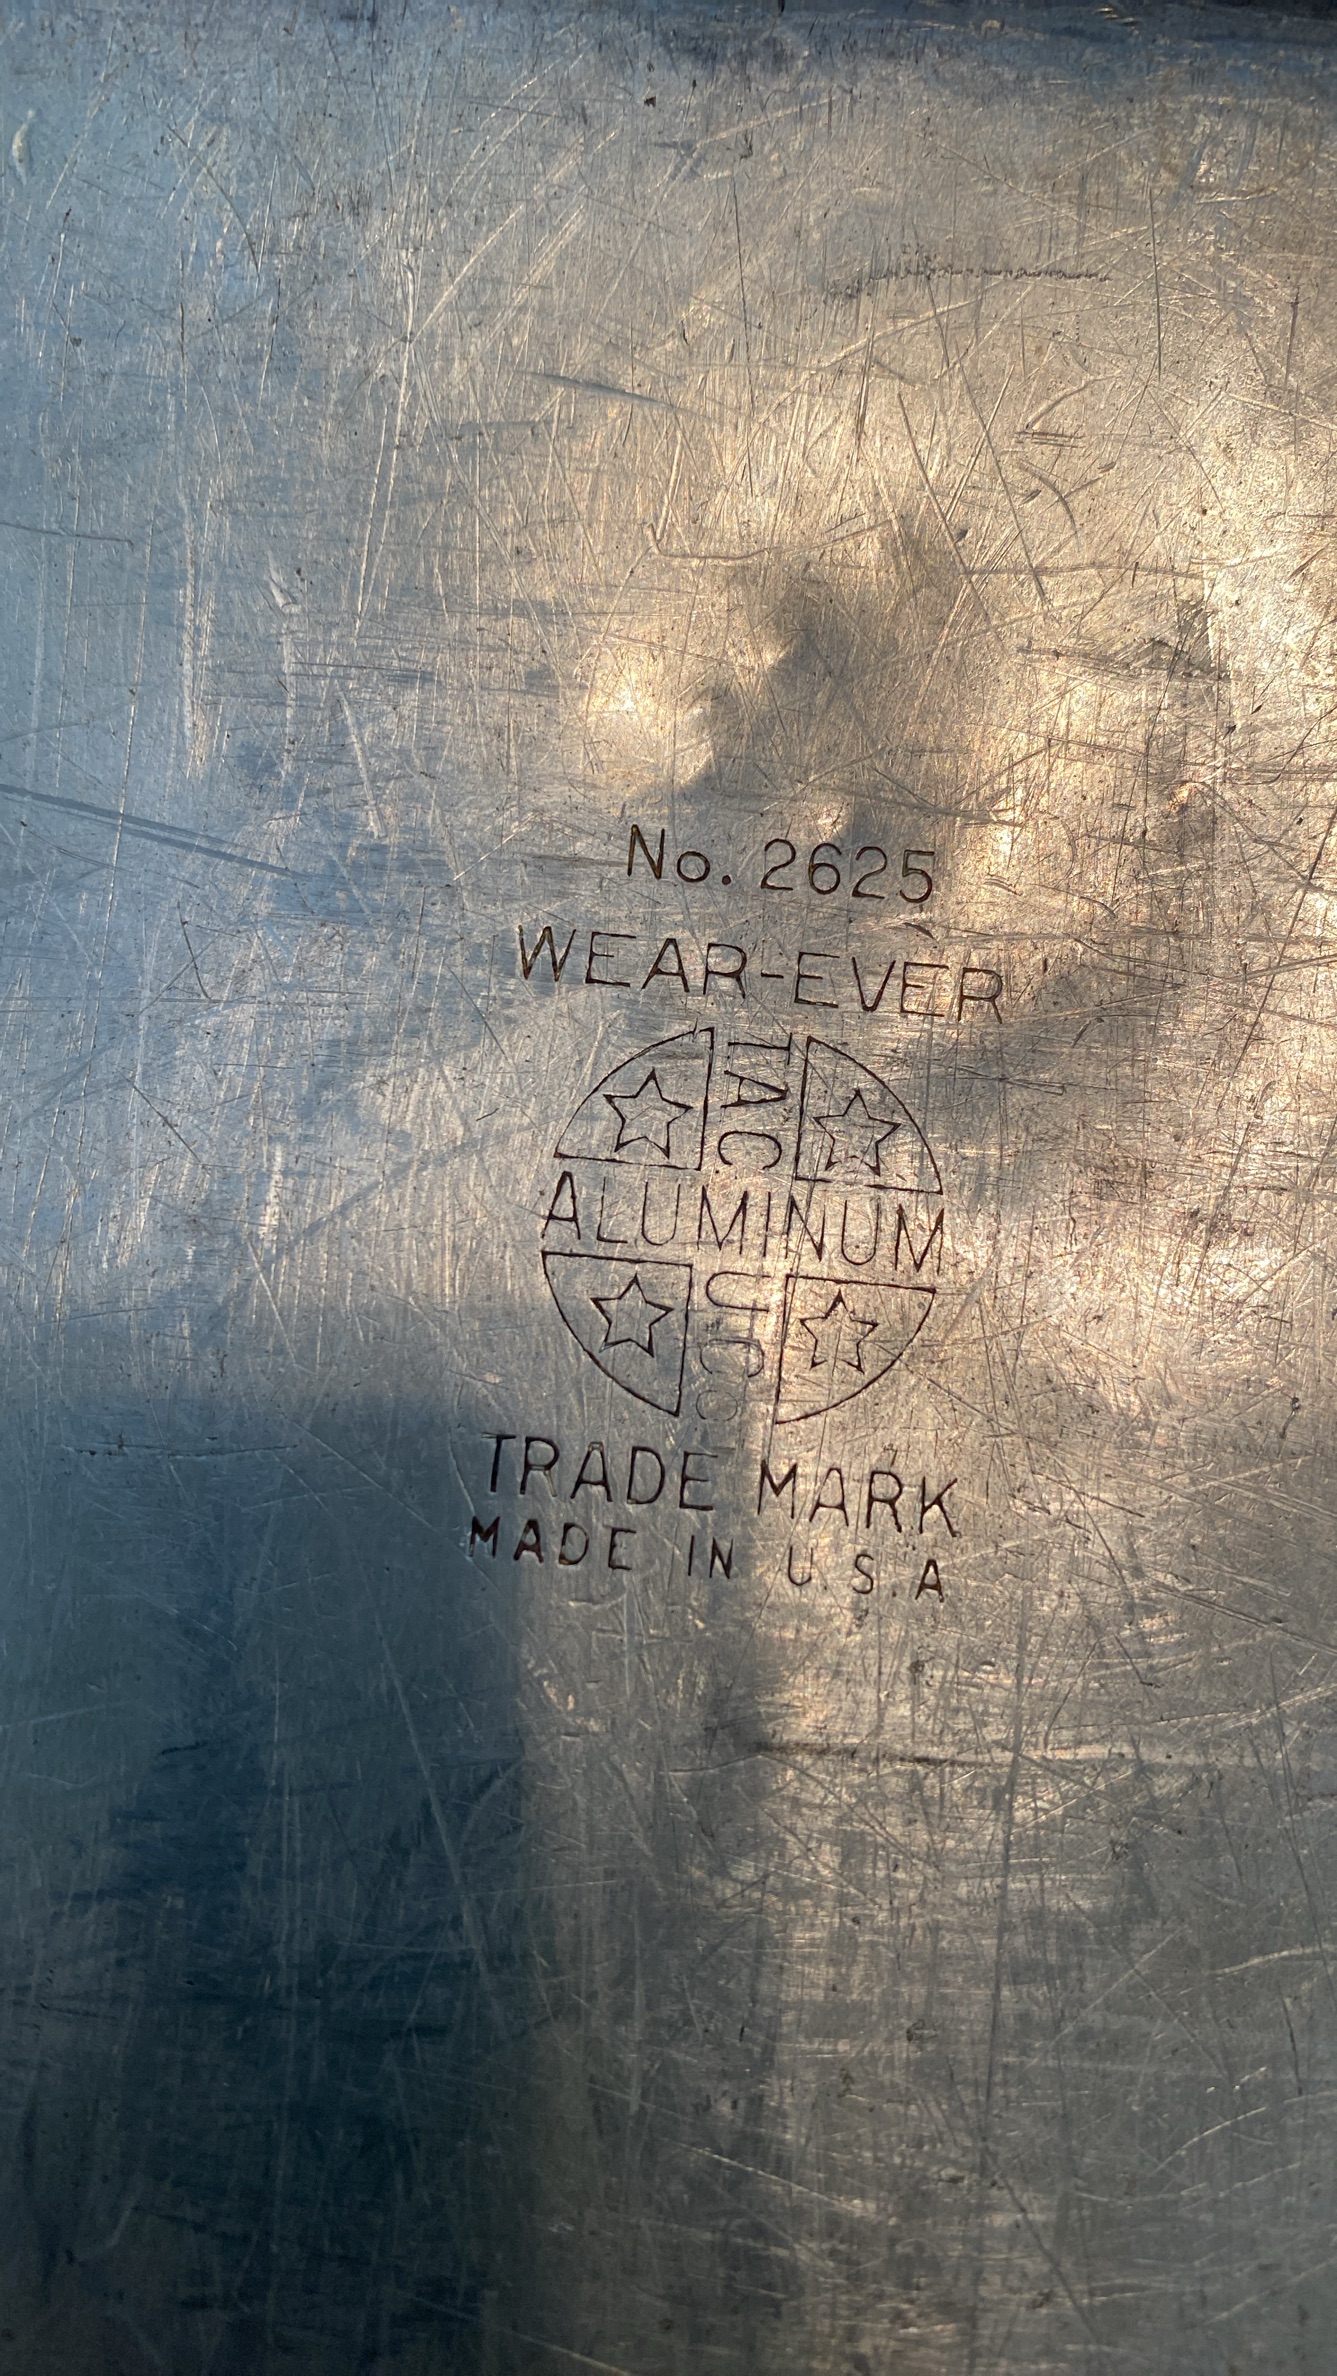 No. 2625
WEAR-EVER
TACUCO
ALUMINUM
TRADE MARK
MADE IN U.S.A